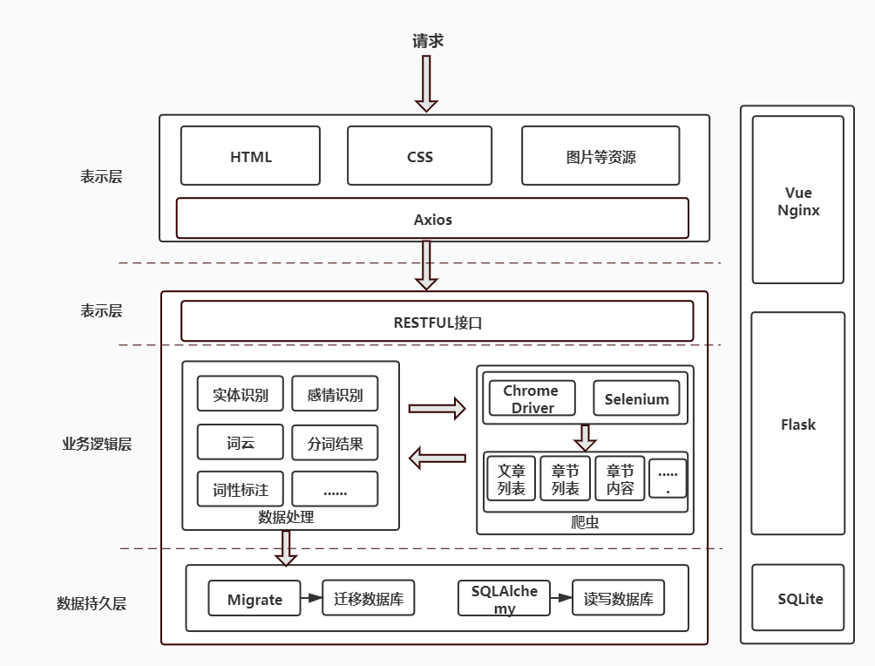 请求
表示层
HTML
CSS
图片等资源
Axios
表示层
RESTFUL接口
业务逻辑层
实体识别
感情识别
词云
分词结果
词性标注
......
数据处理
Chrome
Driver
Selenium
文章
列表
章节
列表
章节
内容
.....
.
爬虫
数据持久层
Migrate
迁移数据库
SQLAlche
my
读写数据库
Vue
Nginx
Flask
SQLite